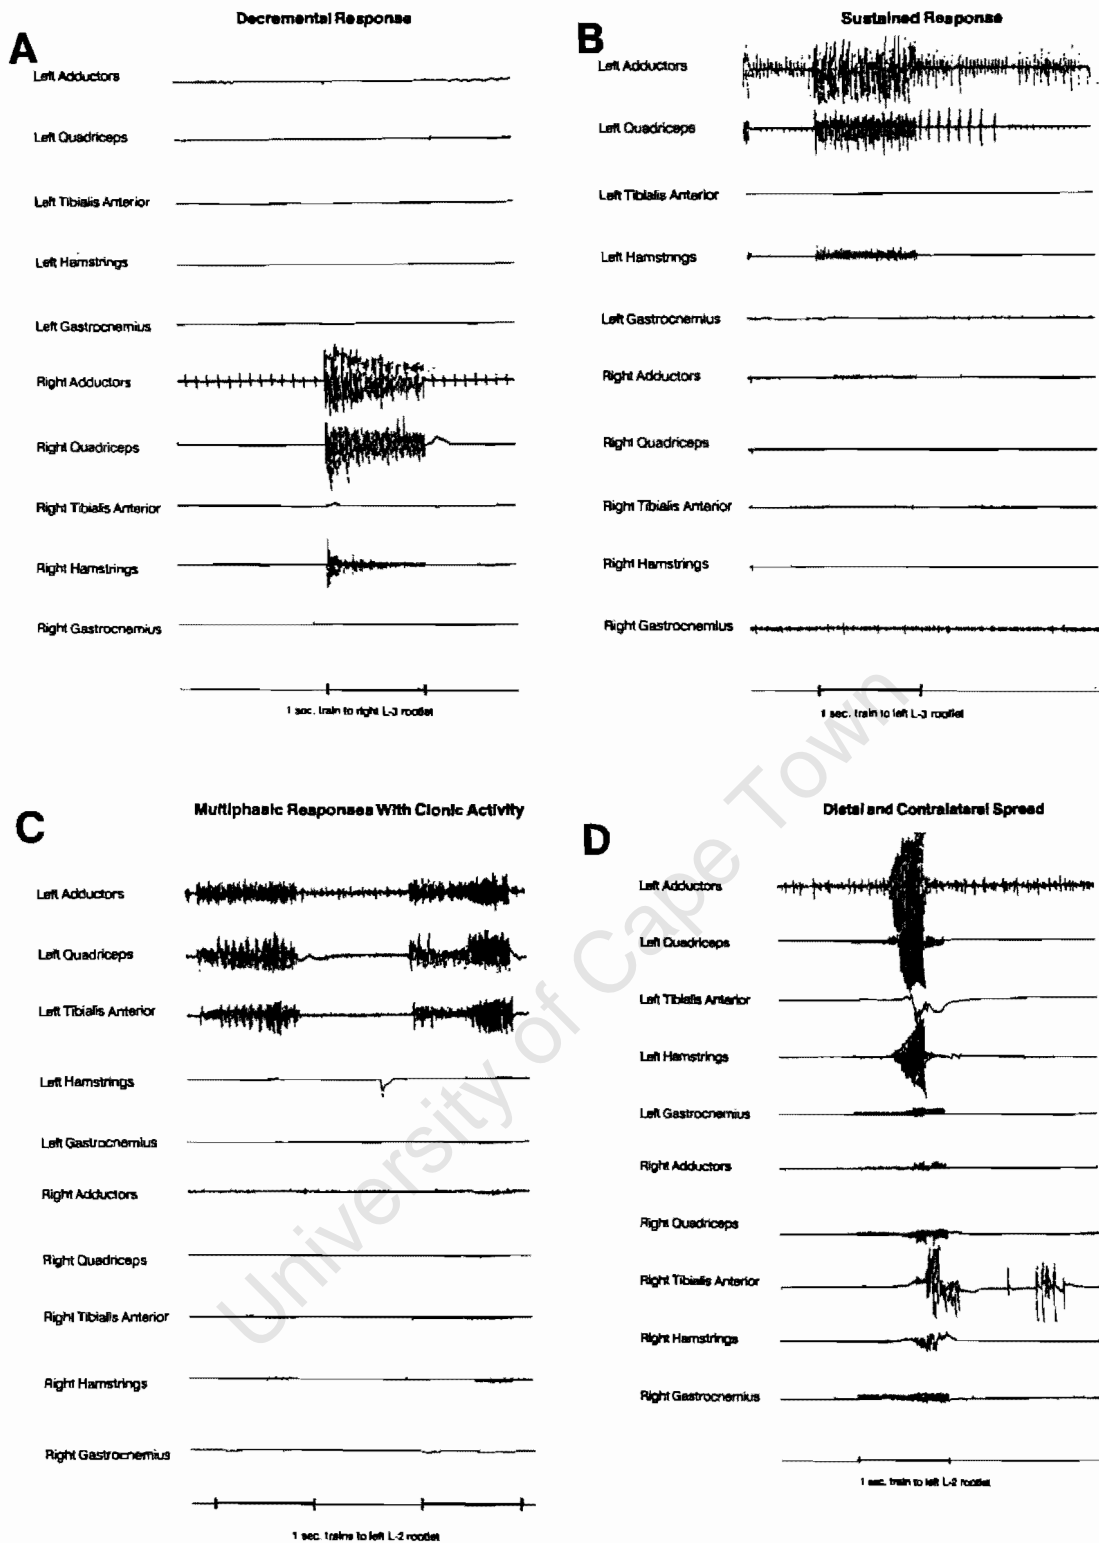 A
Decremental Response
Left Adductors
Left Quadriceps
Left Tibialis Anterior
Left Hamstrings
Left Gastrocnemius
Right Adductors
Right Quadriceps
Right Tibialis Anterior
Right Hamstrings
Right Gastrocnemius
1 sec. train to right L-3 rootlet
B
Sustained Response
Left Adductors
Left Quadriceps
Left Tibialis Anterior
Left Hamstrings
Left Gastrocnemius
Right Adductors
Right Quadriceps
Right Tibialis Anterior
Right Hamstrings
Right Gastrocnemius
1 sec. train to left L-3 rootlet
C
Multiphasic Responses With Clonic Activity
Left Adductors
Left Quadriceps
Left Tibialis Anterior
Left Hamstrings
Left Gastrocnemius
Right Adductors
Right Quadriceps
Right Tibialis Anterior
Right Hamstrings
Right Gastrocnemius
1 sec. trains to left L-2 rootlet
D
Distal and Contralateral Spread
Left Adductors
Left Quadriceps
Left Tibialis Anterior
Left Hamstrings
Left Gastrocnemius
Right Adductors
Right Quadriceps
Right Tibialis Anterior
Right Hamstrings
Right Gastrocnemius
1 sec. train to left L-2 rootlet
University of Cape Town